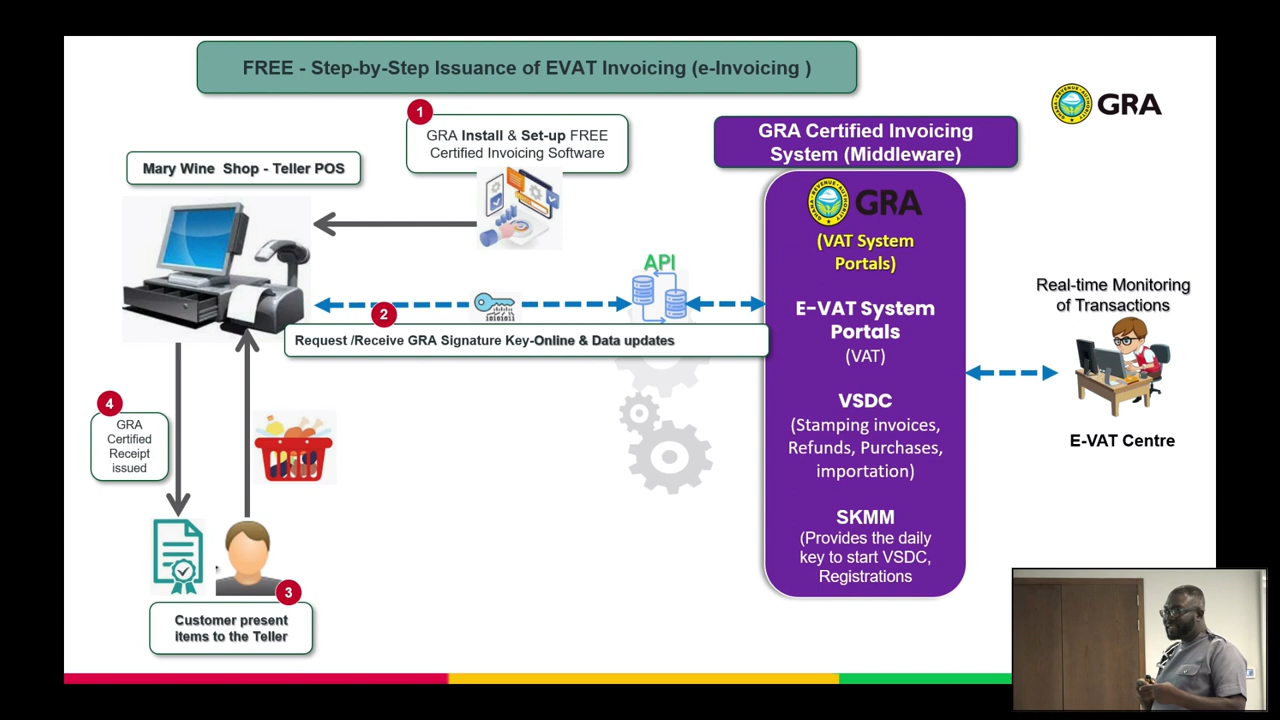 FREE - Step-by-Step Issuance of EVAT Invoicing (e-Invoicing )
GRA
1
GRA Install & Set-up FREE
Certified Invoicing Software
GRA Certified Invoicing
System (Middleware)
Mary Wine Shop - Teller POS
GRA
(VAT System
Portals)
API
E-VAT System
Portals
(VAT)
Real-time Monitoring
of Transactions
2
Request /Receive GRA Signature Key-Online & Data updates
VSDC
(Stamping invoices,
Refunds, Purchases,
importation)
E-VAT Centre
4
GRA
Certified
Receipt
issued
SKMM
(Provides the daily
key to start VSDC,
Registrations
3
Customer present
items to the Teller